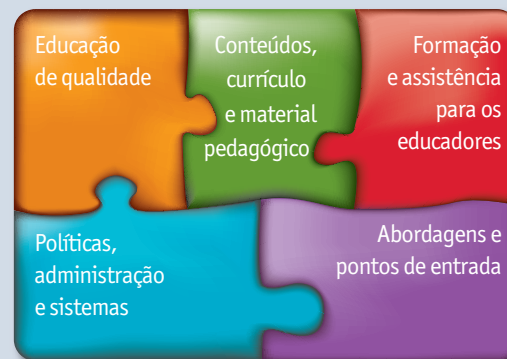 Educação
de qualidade
Conteúdos,
currículo
e material
pedagógico
Formação
e assistência
para os
educadores
Políticas,
administração
e sistemas
Abordagens e
pontos de entrada